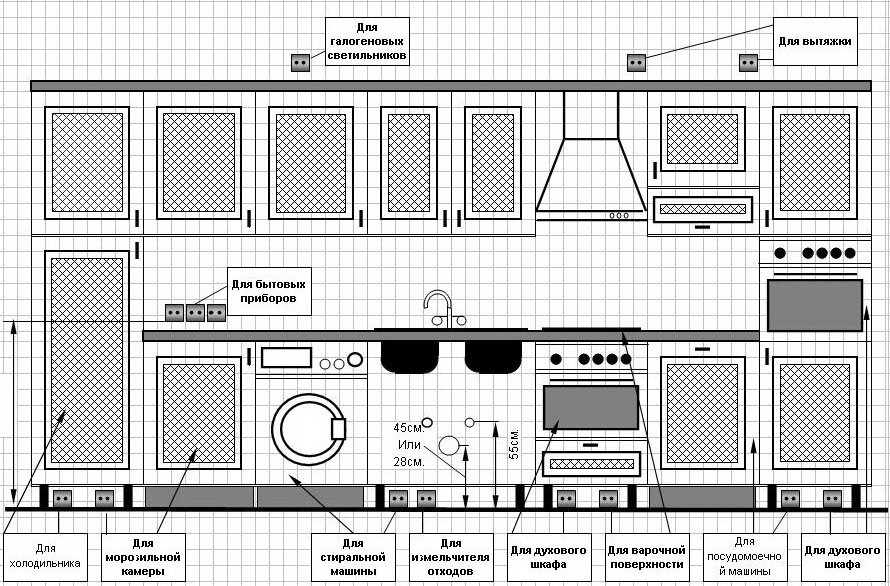 Для
галогеновых
светильников
Для вытяжки
Для бытовых
приборов
45см.
Или
28см.
55см.
Для
холодильника
Для
морозильной
камеры
Для
стиральной
машины
Для
измельчителя
отходов
Для духового
шкафа
Для варочной
поверхности
Для
посудомоечно
й машины
Для духового
шкафа